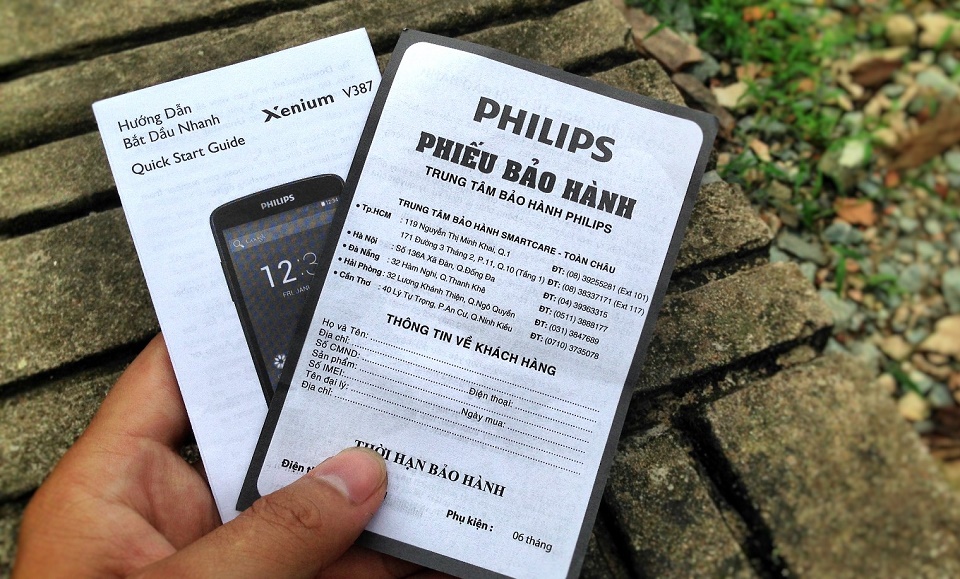 Hướng Dẫn
Bắt Đầu Nhanh
Xenium V387
Quick Start Guide
PHILIPS
12:3
FRI, JAN
PHILIPS
PHIẾU BẢO HÀNH
TRUNG TÂM BẢO HÀNH PHILIPS
TRUNG TÂM BẢO HÀNH SMARTCARE - TOÀN CHÂU
• Tp.HCM : 119 Nguyễn Thị Minh Khai, Q.1 ĐT: (08) 39255281 (Ext 101)
171 Đường 3 Tháng 2, P.11, Q.10 (Tầng 1) ĐT: (08) 38337171 (Ext 117)
• Hà Nội : Số 136A Xã Đàn, Q.Đống Đa ĐT: (04) 39363315
• Đà Nẵng : 32 Hàm Nghi, Q.Thanh Khê ĐT: (0511) 3868177
• Hải Phòng : 32 Lương Khánh Thiện, Q.Ngô Quyền ĐT: (031) 3847689
• Cần Thơ : 40 Lý Tự Trọng, P.An Cư, Q.Ninh Kiều ĐT: (0710) 3735078
THÔNG TIN VỀ KHÁCH HÀNG
Họ và Tên:
Địa chỉ:
Số CMND: Điện thoại:
Sản phẩm:
Số IMEI: Ngày mua:
Tên đại lý:
Địa chỉ:
THỜI HẠN BẢO HÀNH
Điện
Phụ kiện : 06 tháng